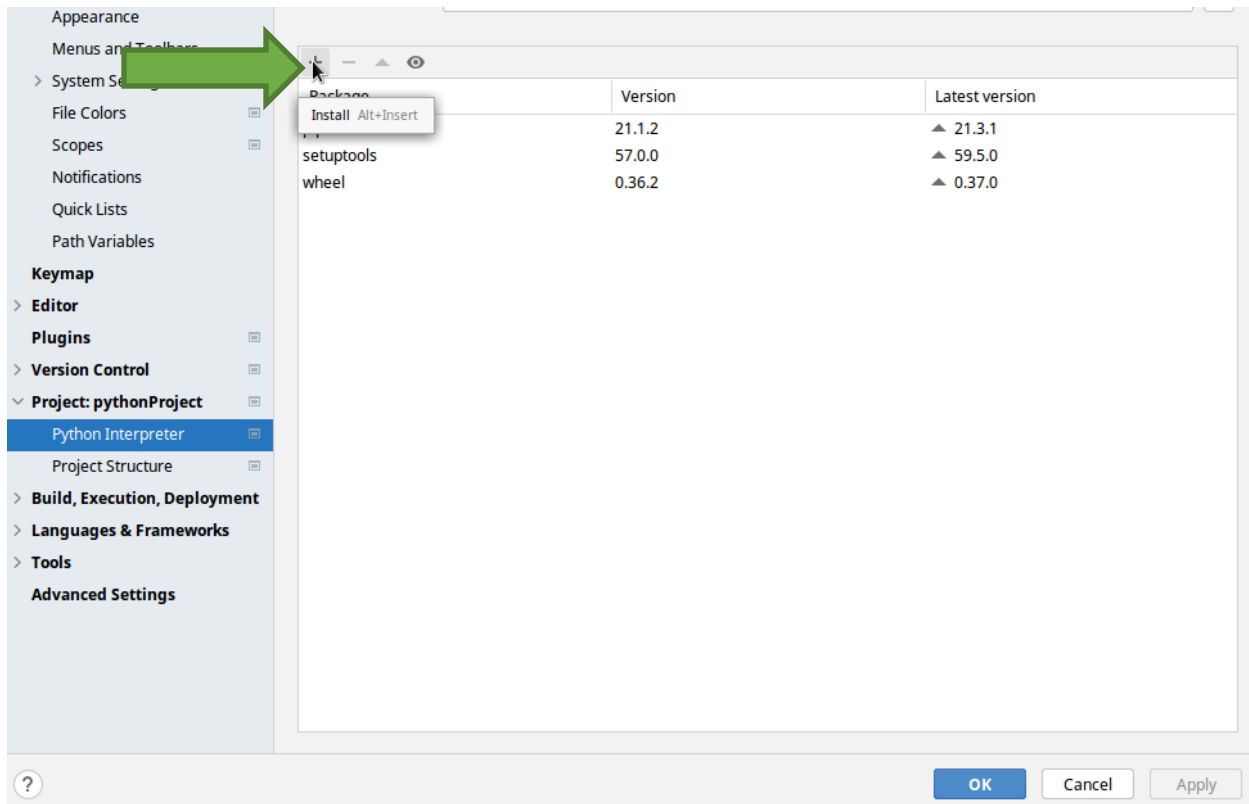 Appearance
Menus and Toolbars
System Se
File Colors
Scopes
Notifications
Quick Lists
Path Variables
Keymap
Editor
Plugins
Version Control
Project: pythonProject
Python Interpreter
Project Structure
Build, Execution, Deployment
Languages & Frameworks
Tools
Advanced Settings
Package Version Latest version
Install Alt+Insert
21.1.2 21.3.1
setuptools 57.0.0 59.5.0
wheel 0.36.2 0.37.0
? OK Cancel Apply